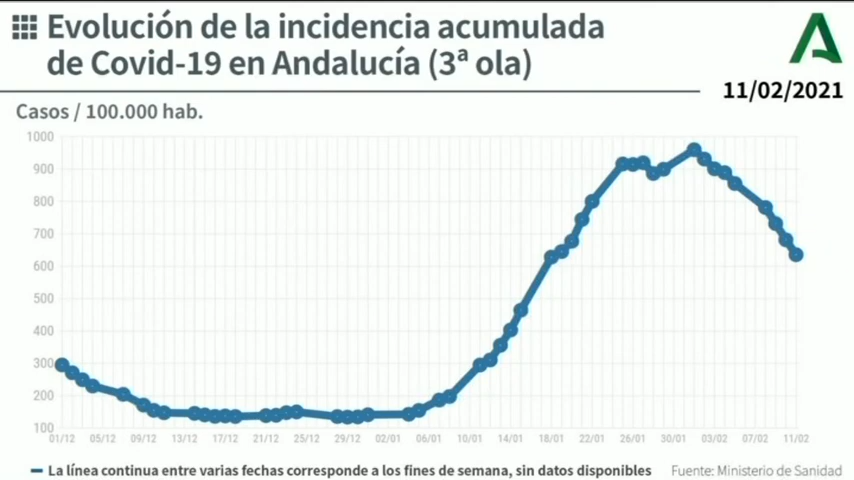 Evolución de la incidencia acumulada
de Covid-19 en Andalucía (3ª ola)
11/02/2021
Casos / 100.000 hab.
1000
900
800
700
600
500
400
300
200
100
01/12 05/12 09/12 13/12 17/12 21/12 25/12 29/12 02/01 06/01 10/01 14/01 18/01 22/01 26/01 30/01 03/02 07/02 11/02
La línea continua entre varias fechas corresponde a los fines de semana, sin datos disponibles
Fuente: Ministerio de Sanidad